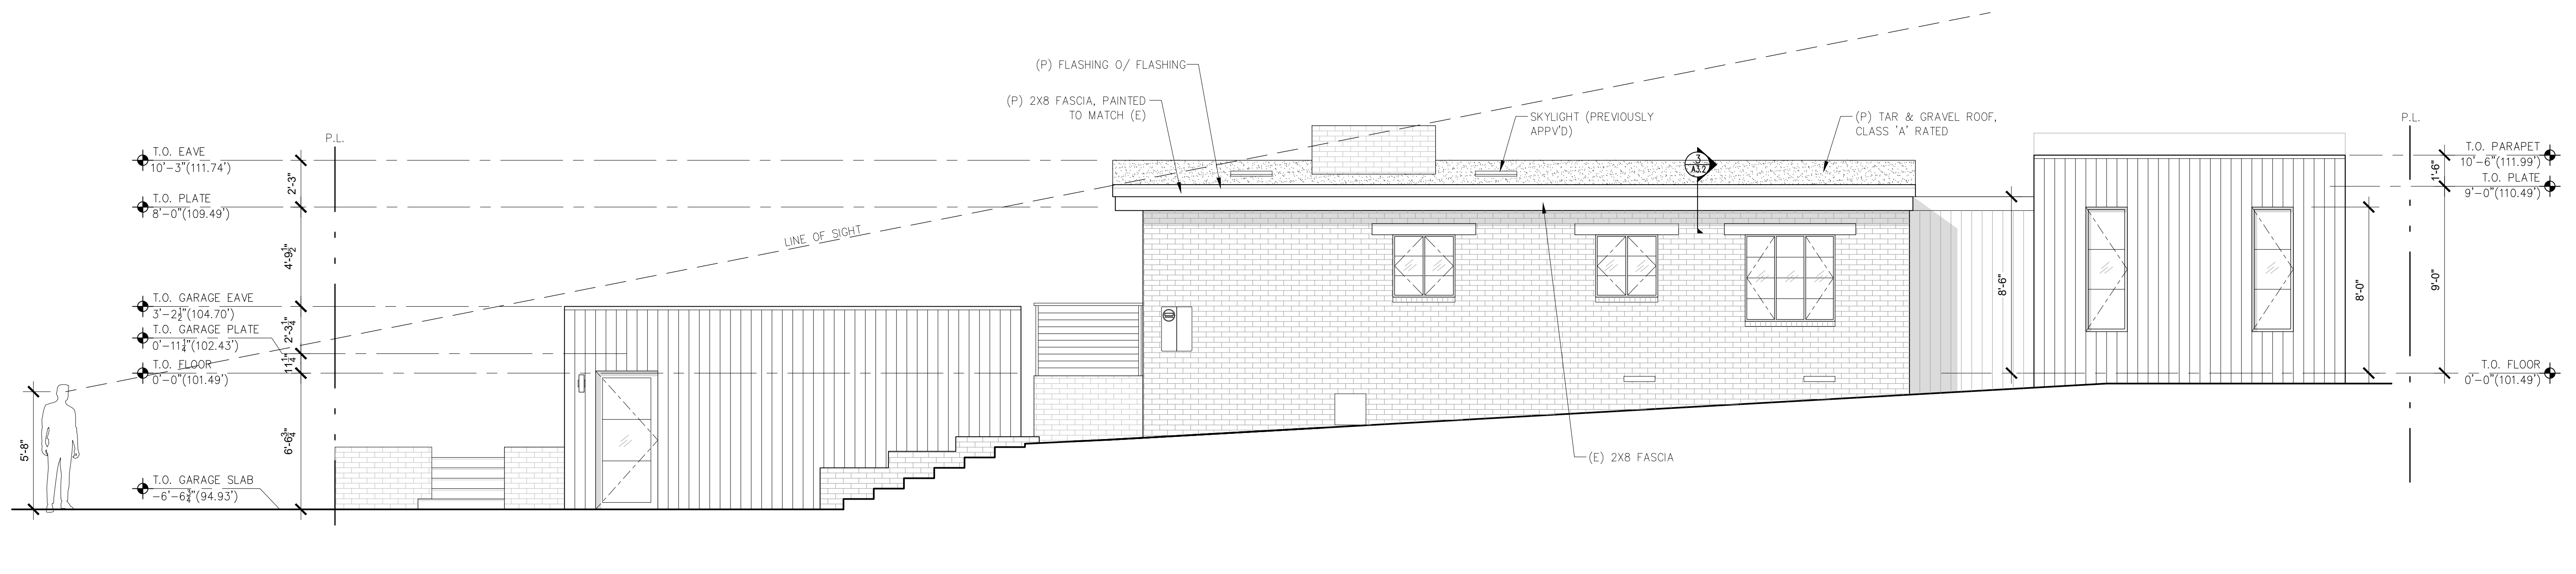 (P) FLASHING O/ FLASHING
(P) 2X8 FASCIA, PAINTED
TO MATCH (E)
SKYLIGHT (PREVIOUSLY
APPV'D)
(P) TAR & GRAVEL ROOF,
CLASS 'A' RATED
3
A3.2
P.L.
P.L.
T.O. EAVE
10'-3"(111.74')
2'-3"
T.O. PLATE
8'-0"(109.49')
4'-9½"
LINE OF SIGHT
T.O. GARAGE EAVE
3'-2½"(104.70')
2'-3¼"
T.O. GARAGE PLATE
0'-11¼"(102.43')
11¼"
T.O. FLOOR
0'-0"(101.49')
6'-6¾"
5'-8"
T.O. GARAGE SLAB
-6'-6¾"(94.93')
(E) 2X8 FASCIA
8'-6"
8'-0"
9'-0"
1'-6"
T.O. PARAPET
10'-6"(111.99')
T.O. PLATE
9'-0"(110.49')
T.O. FLOOR
0'-0"(101.49')